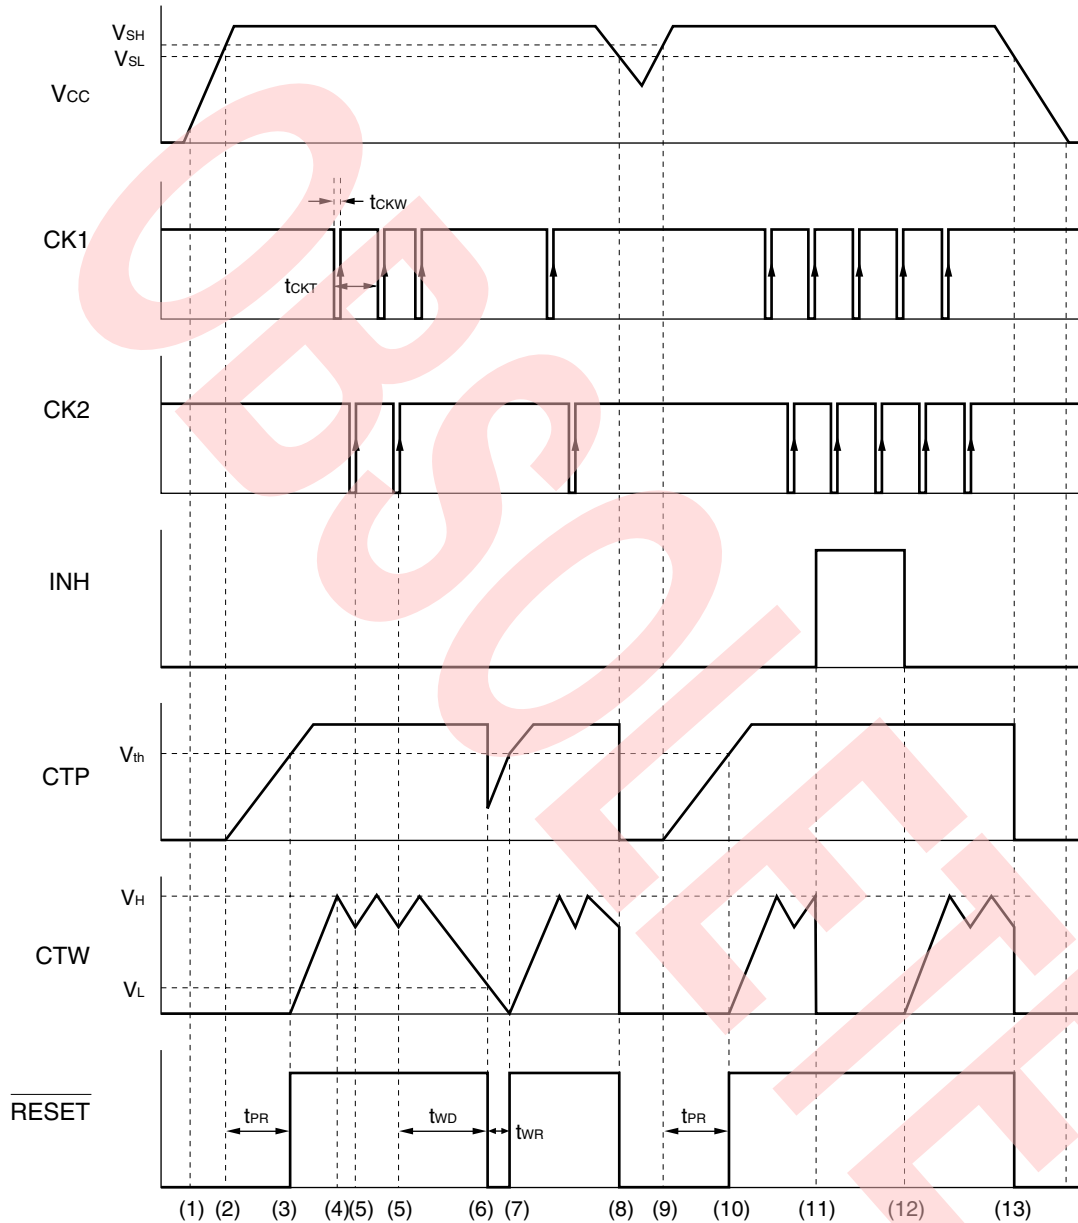 VSH
VSL
VCC
tCKW
CK1
tCKT
CK2
INH
Vth
CTP
VH
CTW
VL
RESET
tPR
tWD
tWR
tPR
(1) (2) (3) (4)(5) (5) (6) (7) (8) (9) (10) (11) (12) (13)
OBSOLETE